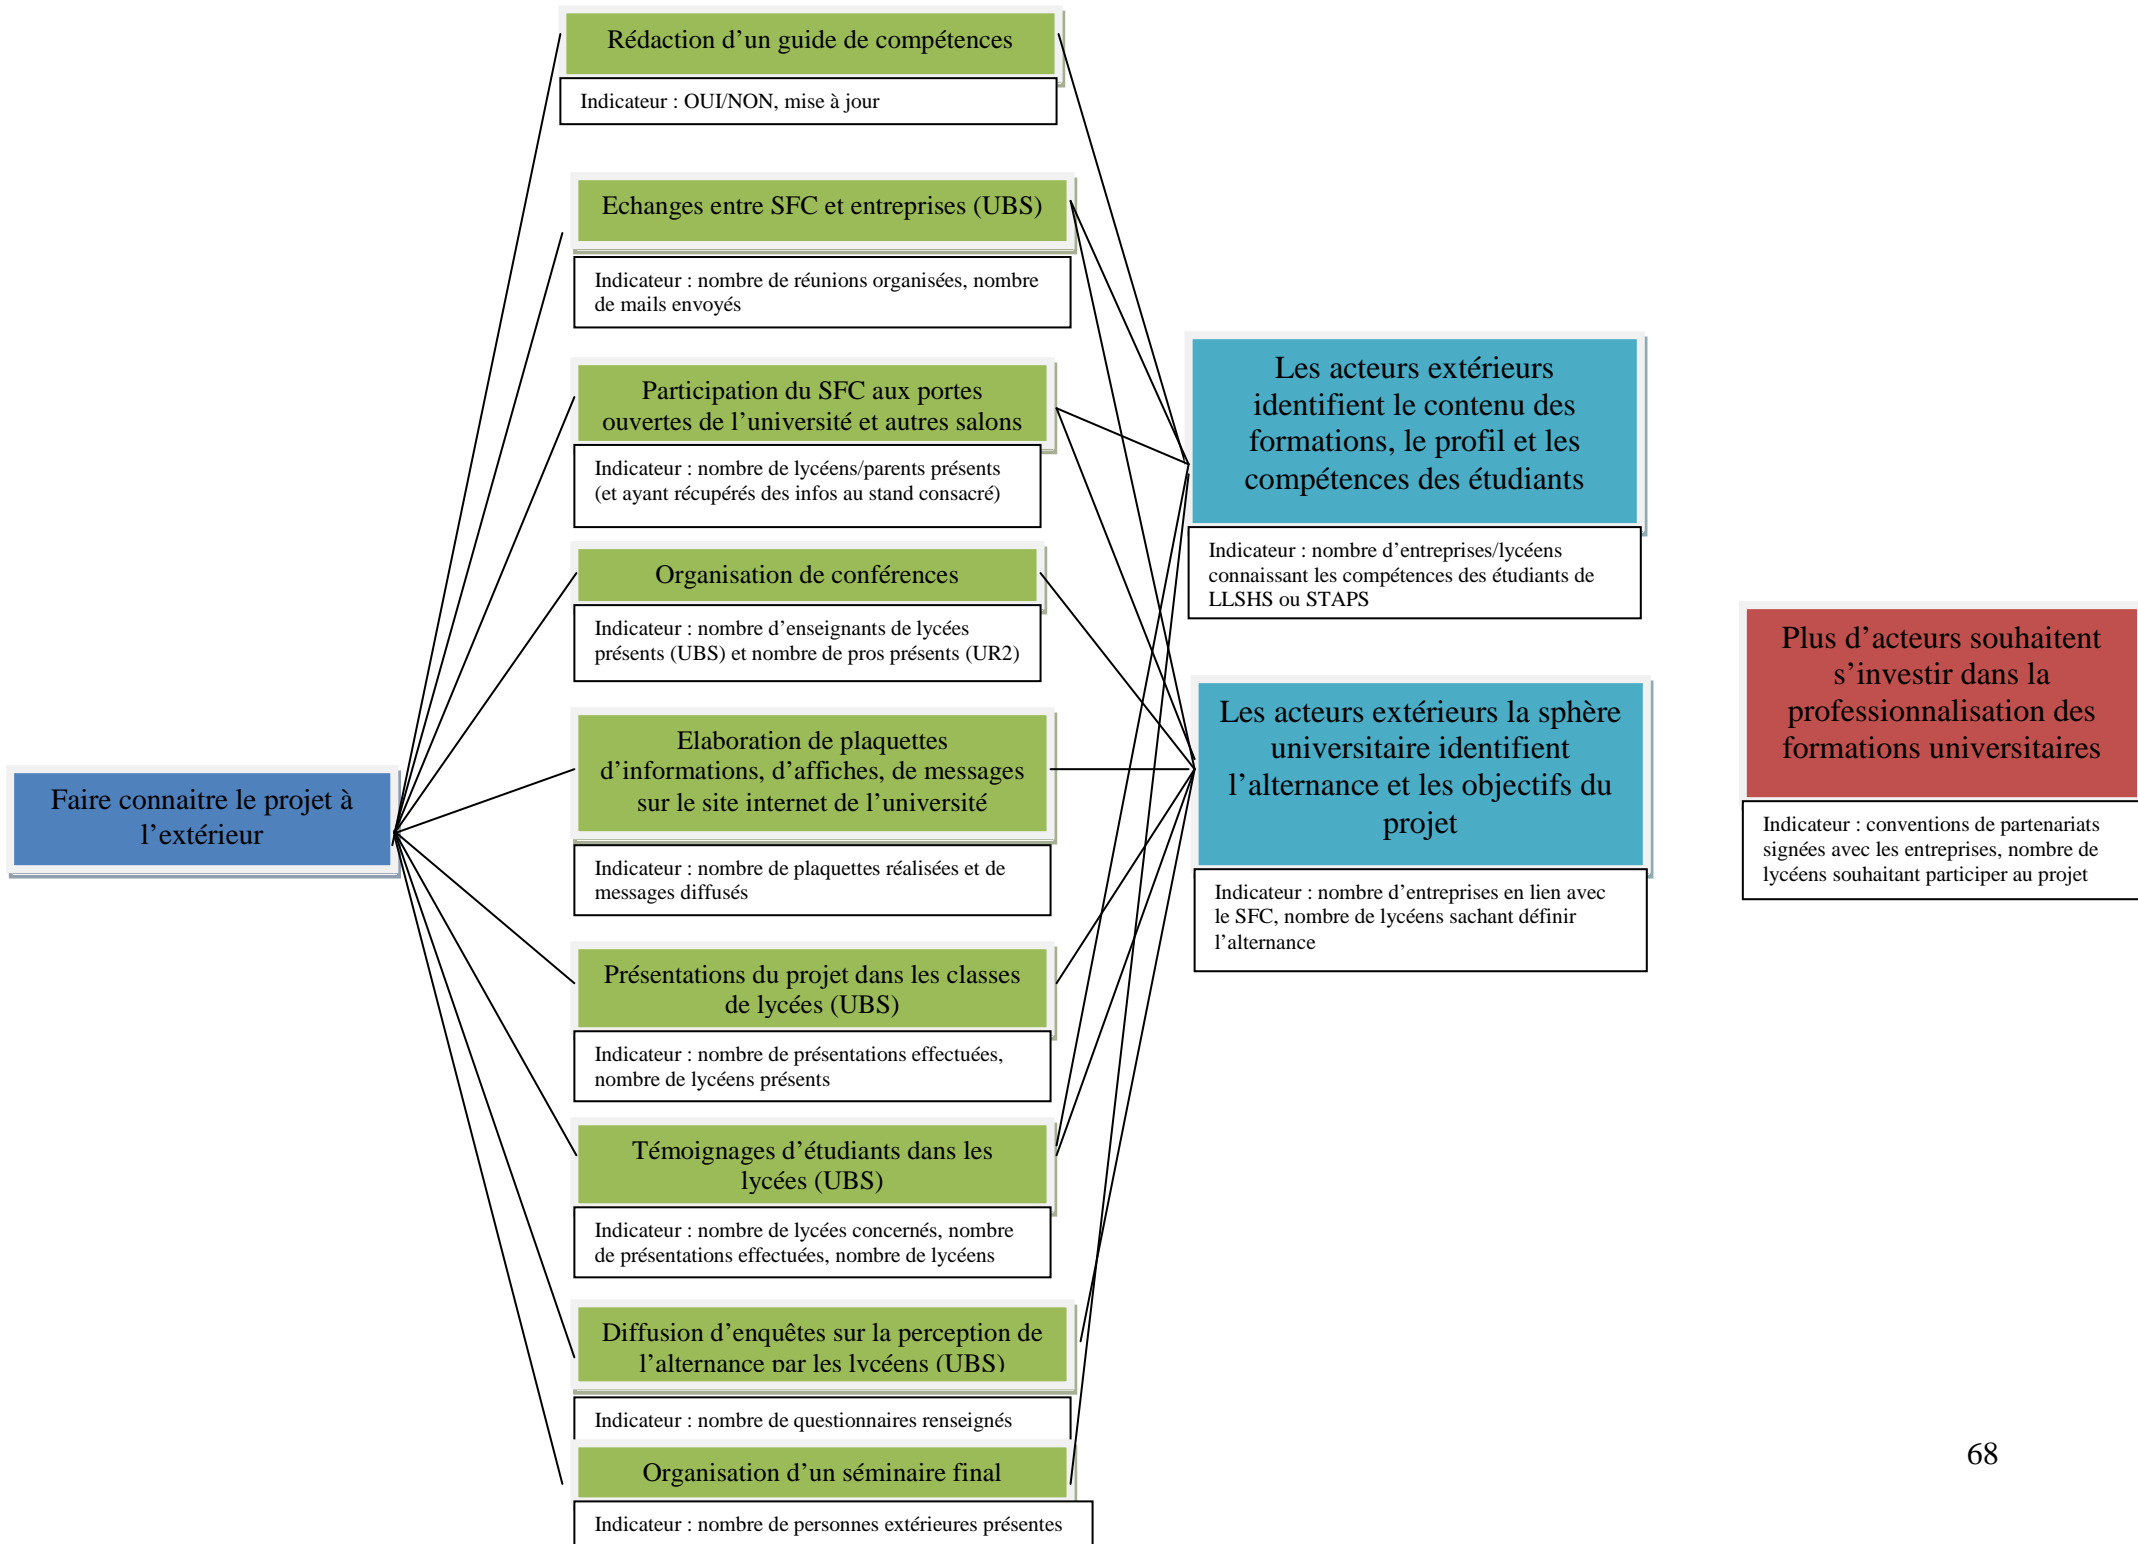 Faire connaitre le projet à
l’extérieur
Rédaction d’un guide de compétences
Indicateur : OUI/NON, mise à jour
Echanges entre SFC et entreprises (UBS)
Indicateur : nombre de réunions organisées, nombre
de mails envoyés
Participation du SFC aux portes
ouvertes de l’université et autres salons
Indicateur : nombre de lycéens/parents présents
(et ayant récupérés des infos au stand consacré)
Organisation de conférences
Indicateur : nombre d’enseignants de lycées
présents (UBS) et nombre de pros présents (UR2)
Elaboration de plaquettes
d’informations, d’affiches, de messages
sur le site internet de l’université
Indicateur : nombre de plaquettes réalisées et de
messages diffusés
Présentations du projet dans les classes
de lycées (UBS)
Indicateur : nombre de présentations effectuées,
nombre de lycéens présents
Témoignages d’étudiants dans les
lycées (UBS)
Indicateur : nombre de lycées concernés, nombre
de présentations effectuées, nombre de lycéens
Diffusion d’enquêtes sur la perception de
l’alternance par les lycéens (UBS)
Indicateur : nombre de questionnaires renseignés
Organisation d’un séminaire final
Indicateur : nombre de personnes extérieures présentes
Les acteurs extérieurs
identifient le contenu des
formations, le profil et les
compétences des étudiants
Indicateur : nombre d’entreprises/lycéens
connaissant les compétences des étudiants de
LLSHS ou STAPS
Les acteurs extérieurs la sphère
universitaire identifient
l’alternance et les objectifs du
projet
Indicateur : nombre d’entreprises en lien avec
le SFC, nombre de lycéens sachant définir
l’alternance
Plus d’acteurs souhaitent
s’investir dans la
professionnalisation des
formations universitaires
Indicateur : conventions de partenariats
signées avec les entreprises, nombre de
lycéens souhaitant participer au projet
68